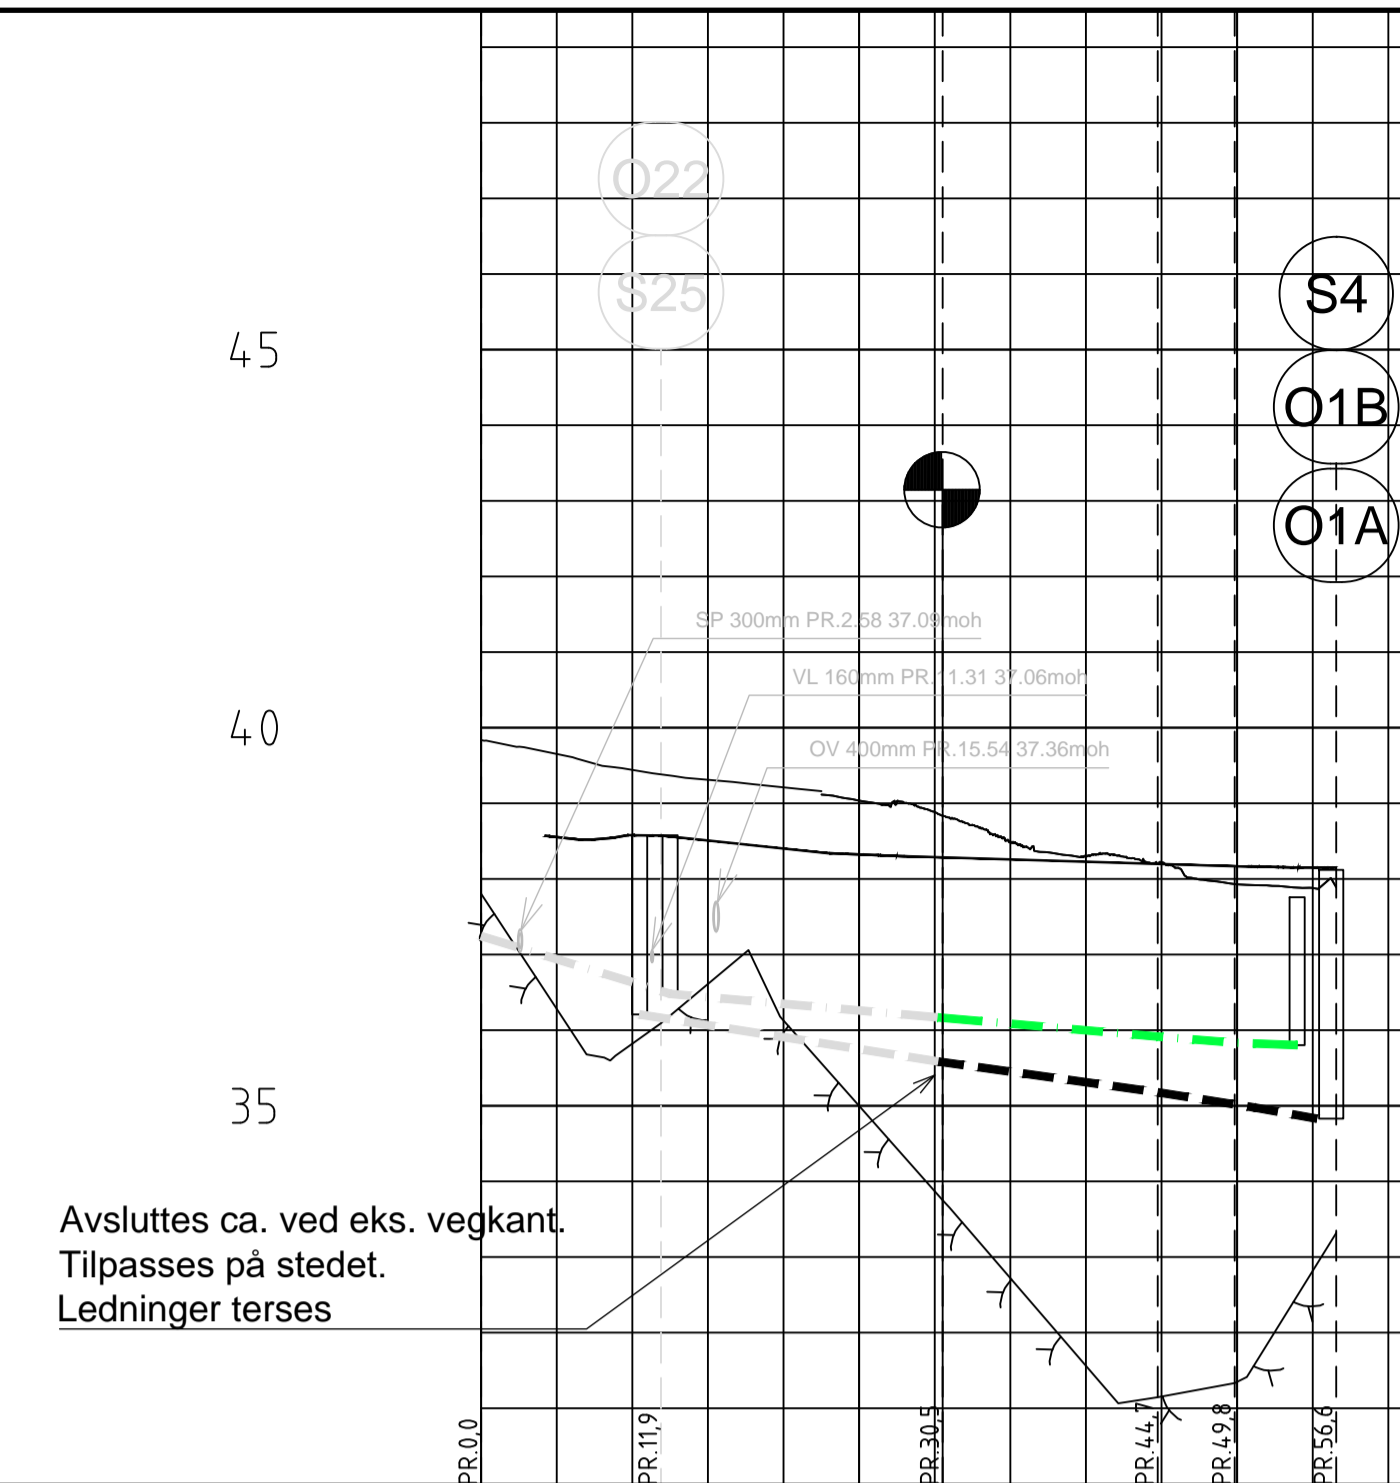 O22
S25
S4
45
O1B
O1A
SP 300mm PR.2.58 37.09moh
VL 160mm PR.11.31 37.06moh
40
OV 400mm PR.15.54 37.36moh
35
Avsluttes ca. ved eks. vegkant.
Tilpasses på stedet.
Ledninger terses
PR.0,0
PR.11,9
PR.30,5
PR.44,7
PR.49,8
PR.56,6